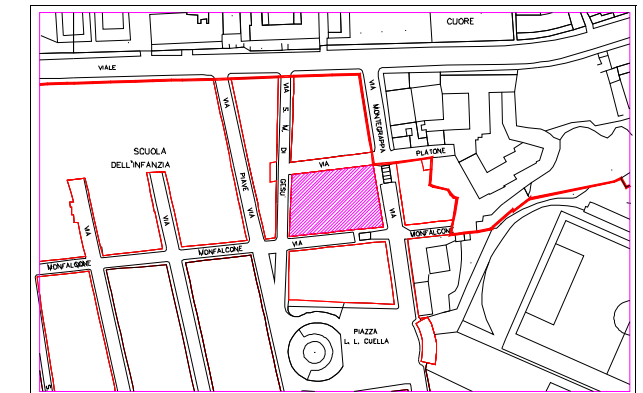 CUORE
VIALE
VIA
VIA
VIA
S. M. DI
GESU
MONTEGRAPPA
PLATONE
SCUOLA
DELL'INFANZIA
VIA
PIAVE
VIA
VIA
VIA
VIA
VIA
VIA
MONFALCONE
MONFALCONE
MONFALCONE
PIAZZA
L. L. CUELLA